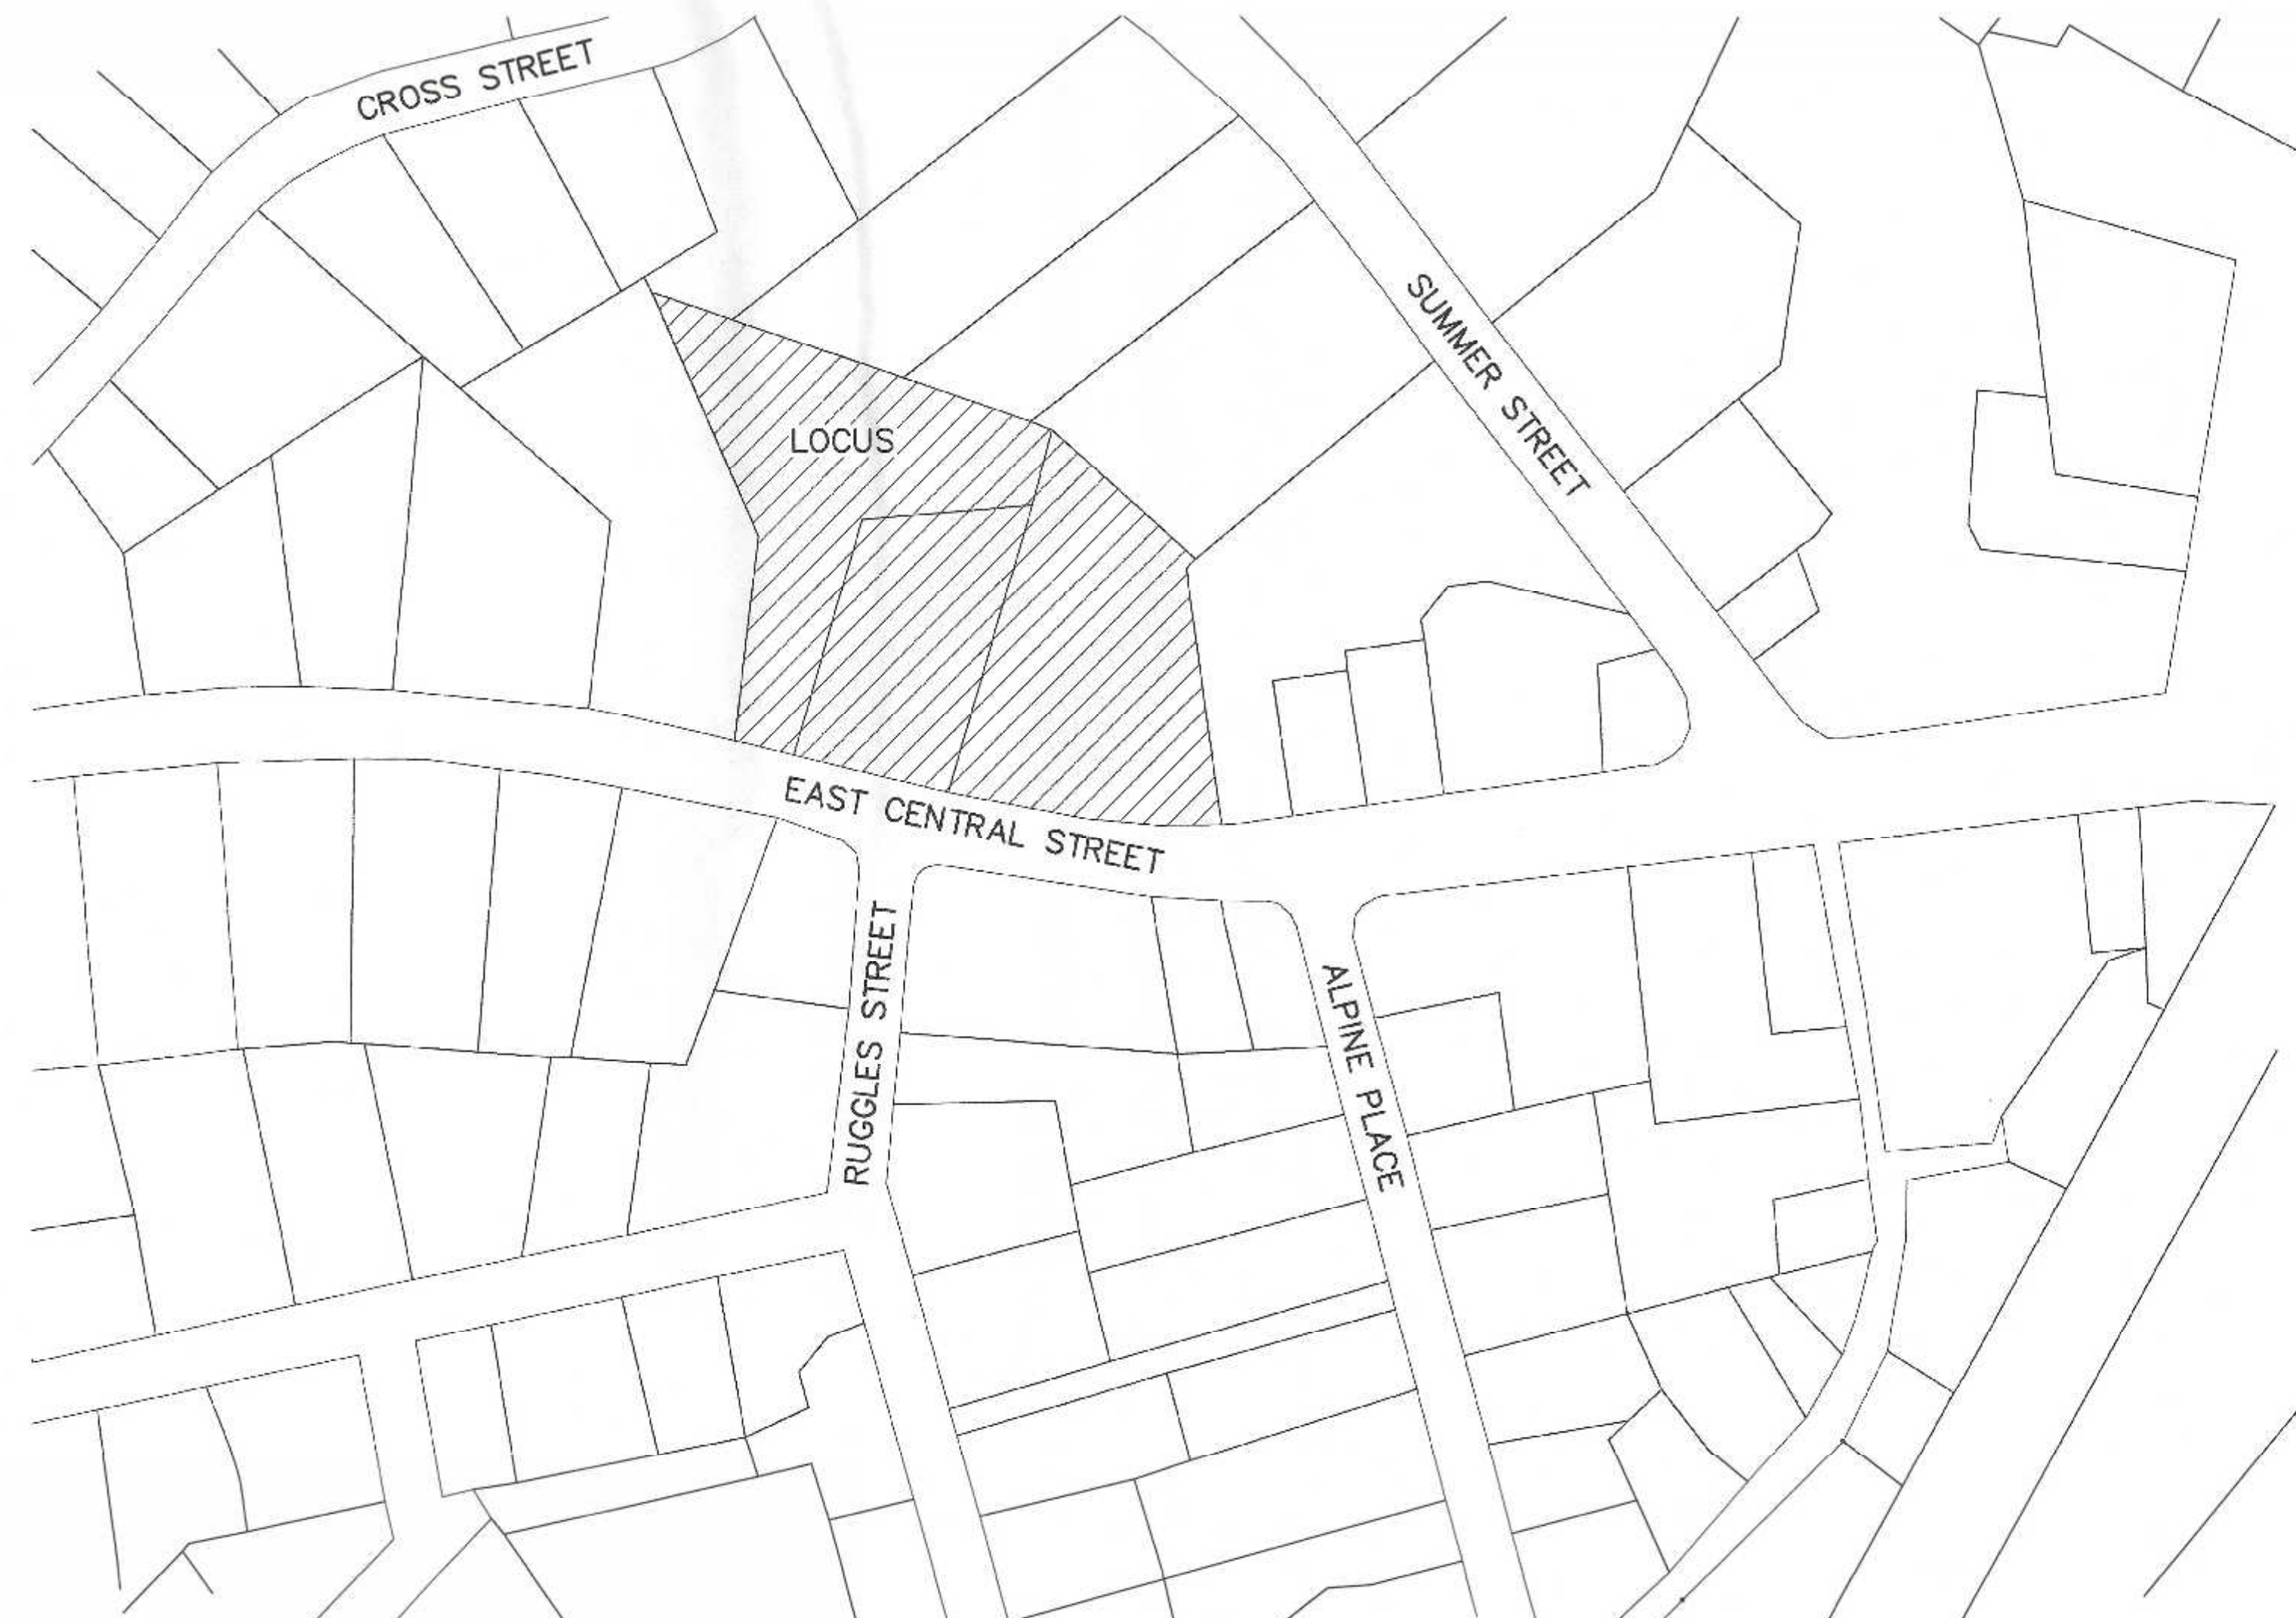 CROSS STREET
SUMMER STREET
LOCUS
EAST CENTRAL STREET
RUGGLES STREET
ALPINE PLACE